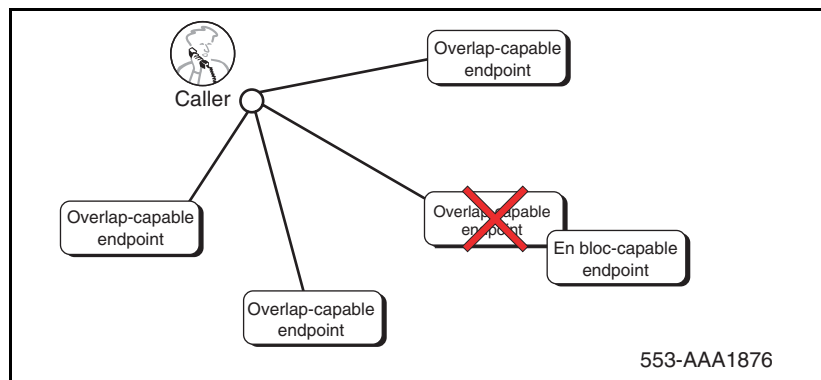 Overlap-capable
endpoint
Caller
Overlap-capable
endpoint
Overlap-capable
endpoint
En bloc-capable
endpoint
Overlap-capable
endpoint
553-AAA1876